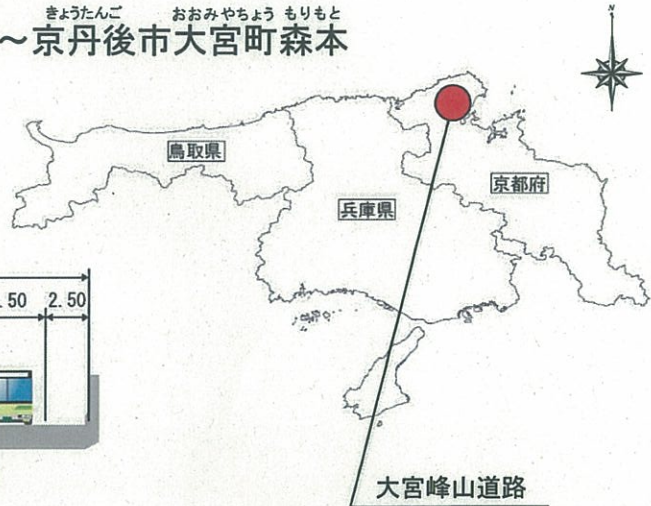 きょうたんご おおみやちょう もりもと
～京丹後市大宮町森本
N
鳥取県
京都府
兵庫県
.50 2.50
大宮峰山道路